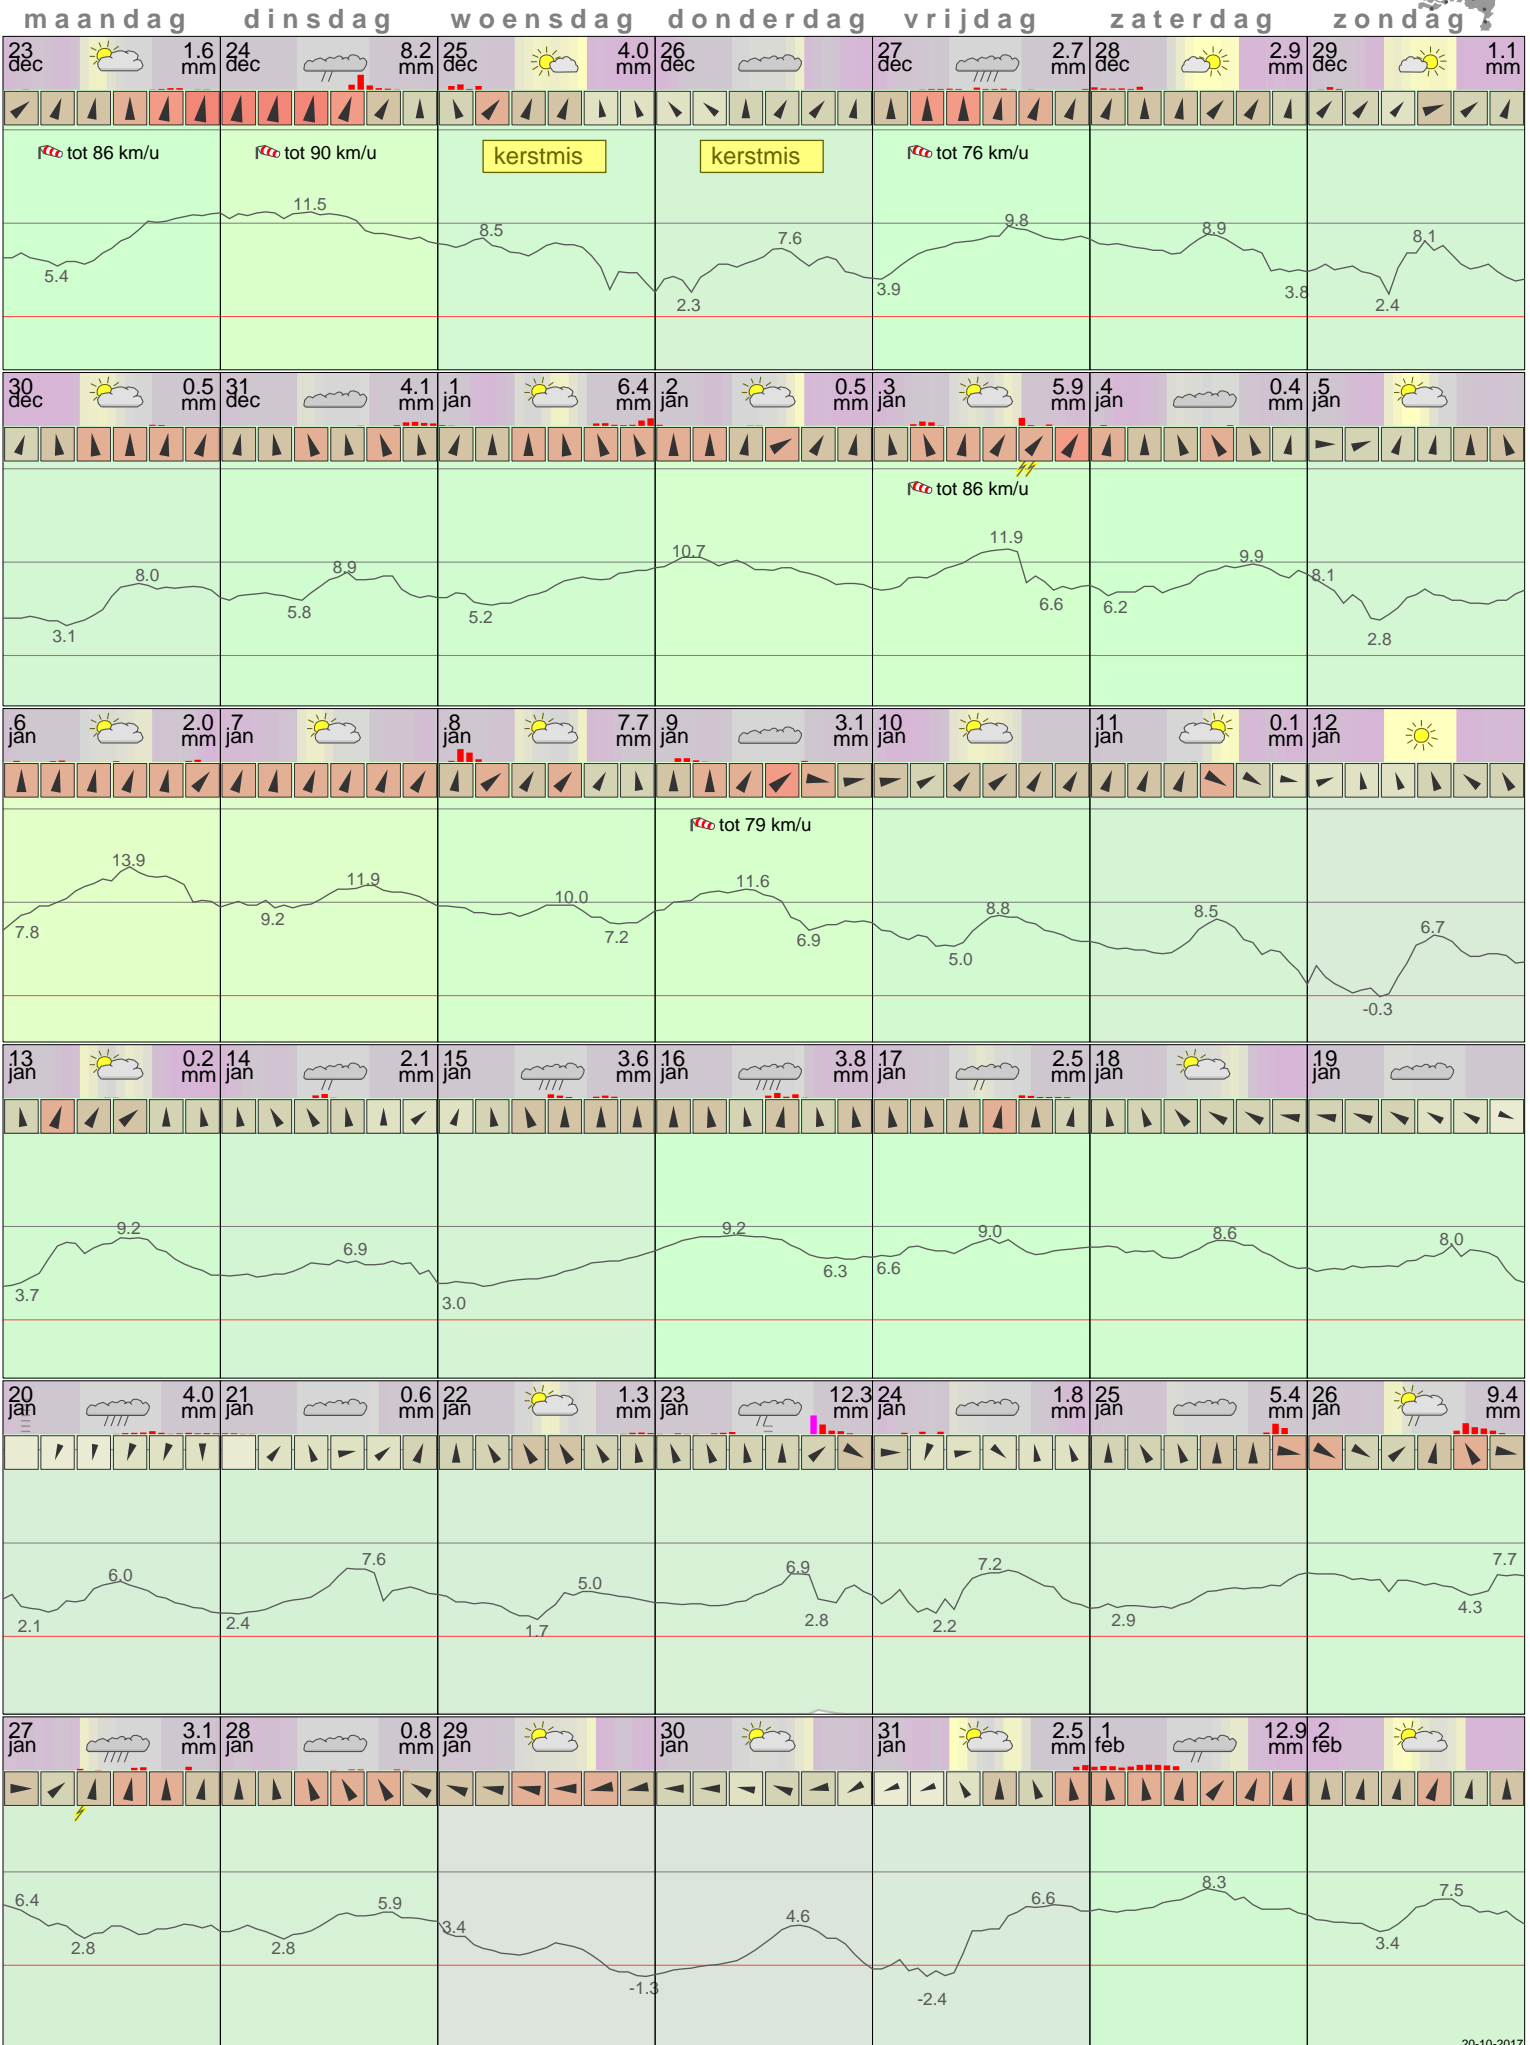 maandag dinsdag woensdag donderdag vrijdag zaterdag zondag
23 dec 1.6 mm 24 dec 8.2 mm 25 dec 4.0 mm 26 dec 27 dec 2.7 mm 28 dec 2.9 mm 29 dec 1.1 mm
tot 86 km/u tot 90 km/u kerstmis kerstmis tot 76 km/u
5.4 11.5 8.5 2.3 7.6 3.9 9.8 8.9 3.8 2.4 8.1
30 dec 0.5 mm 31 dec 4.1 mm 1 jan 6.4 mm 2 jan 0.5 mm 3 jan 5.9 mm 4 jan 0.4 mm 5 jan
tot 86 km/u
3.1 8.0 5.8 8.9 5.2 10.7 11.9 6.6 6.2 9.9 8.1 2.8
6 jan 2.0 mm 7 jan 8 jan 7.7 mm 9 jan 3.1 mm 10 jan 11 jan 0.1 mm 12 jan
tot 79 km/u
7.8 13.9 9.2 11.9 10.0 7.2 11.6 6.9 5.0 8.8 8.5 -0.3 6.7
13 jan 0.2 mm 14 jan 2.1 mm 15 jan 3.6 mm 16 jan 3.8 mm 17 jan 2.5 mm 18 jan 19 jan
3.7 9.2 6.9 3.0 9.2 6.3 6.6 9.0 8.6 8.0
20 jan 4.0 mm 21 jan 0.6 mm 22 jan 1.3 mm 23 jan 12.3 mm 24 jan 1.8 mm 25 jan 5.4 mm 26 jan 9.4 mm
2.1 6.0 2.4 7.6 1.7 5.0 6.9 2.8 2.2 7.2 2.9 4.3 7.7
27 jan 3.1 mm 28 jan 0.8 mm 29 jan 30 jan 31 jan 2.5 mm 1 feb 12.9 mm 2 feb
6.4 2.8 2.8 5.9 3.4 -1.3 4.6 -2.4 6.6 8.3 3.4 7.5
20-10-2017